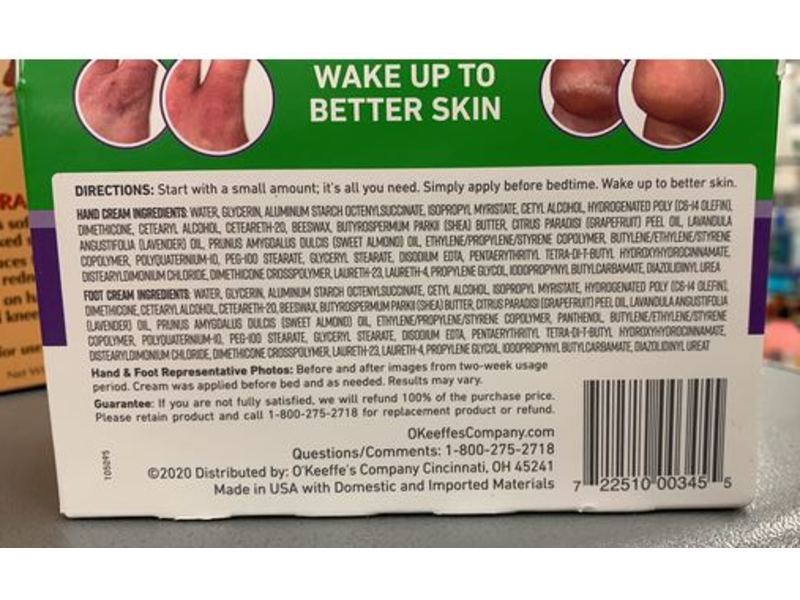 WAKE UP TO
BETTER SKIN
DIRECTIONS: Start with a small amount; it's all you need. Simply apply before bedtime. Wake up to better skin.
HAND CREAM INGREDIENTS: WATER, GLYCERIN, ALUMINUM STARCH OCTENYLSUCCINATE, ISOPROPYL MYRISTATE, CETYL ALCOHOL, HYDROGENATED POLY (C6-14 OLEFIN),
DIMETHICONE, CETEARYL ALCOHOL, CETEARETH-20, BEESWAX, BUTYROSPERMUM PARKII (SHEA) BUTTER, CITRUS PARADISI (GRAPEFRUIT) PEEL OIL, LAVANDULA
ANGUSTIFOLIA (LAVENDER) OIL, PRUNUS AMYGDALUS DULCIS (SWEET ALMOND) OIL, ETHYLENE/PROPYLENE/STYRENE COPOLYMER, BUTYLENE/ETHYLENE/STYRENE
COPOLYMER, POLYQUATERNIUM-10, PEG-100 STEARATE, GLYCERYL STEARATE, DISODIUM EDTA, PENTAERYTHRITYL TETRA-DI-T-BUTYL HYDROXYHYDROCINNAMATE,
DISTEARYLDIMONIUM CHLORIDE, DIMETHICONE CROSSPOLYMER, LAURETH-23, LAURETH-4, PROPYLENE GLYCOL, IODOPROPYNYL BUTYLCARBAMATE, DIAZOLIDINYL UREA
FOOT CREAM INGREDIENTS: WATER, GLYCERIN, ALUMINUM STARCH OCTENYLSUCCINATE, CETYL ALCOHOL, ISOPROPYL MYRISTATE, HYDROGENATED POLY (C6-14 OLEFIN),
DIMETHICONE, CETEARYL ALCOHOL, CETEARETH-20, BEESWAX, BUTYROSPERMUM PARKII (SHEA) BUTTER, CITRUS PARADISI (GRAPEFRUIT) PEEL OIL, LAVANDULA ANGUSTIFOLIA
(LAVENDER) OIL, PRUNUS AMYGDALUS DULCIS (SWEET ALMOND) OIL, ETHYLENE/PROPYLENE/STYRENE COPOLYMER, PANTHENOL, BUTYLENE/ETHYLENE/STYRENE
COPOLYMER, POLYQUATERNIUM-10, PEG-100 STEARATE, GLYCERYL STEARATE, DISODIUM EDTA, PENTAERYTHRITYL TETRA-DI-T-BUTYL HYDROXYHYDROCINNAMATE,
DISTEARYLDIMONIUM CHLORIDE, DIMETHICONE CROSSPOLYMER, LAURETH-23, LAURETH-4, PROPYLENE GLYCOL, IODOPROPYNYL BUTYLCARBAMATE, DIAZOLIDINYL UREAT
Hand & Foot Representative Photos: Before and after images from two-week usage
period. Cream was applied before bed and as needed. Results may vary.
Guarantee: If you are not fully satisfied, we will refund 100% of the purchase price.
Please retain product and call 1-800-275-2718 for replacement product or refund.
OKeeffesCompany.com
Questions/Comments: 1-800-275-2718
©2020 Distributed by: O'Keeffe's Company Cincinnati, OH 45241
Made in USA with Domestic and Imported Materials
105095
7 22510 00345 5